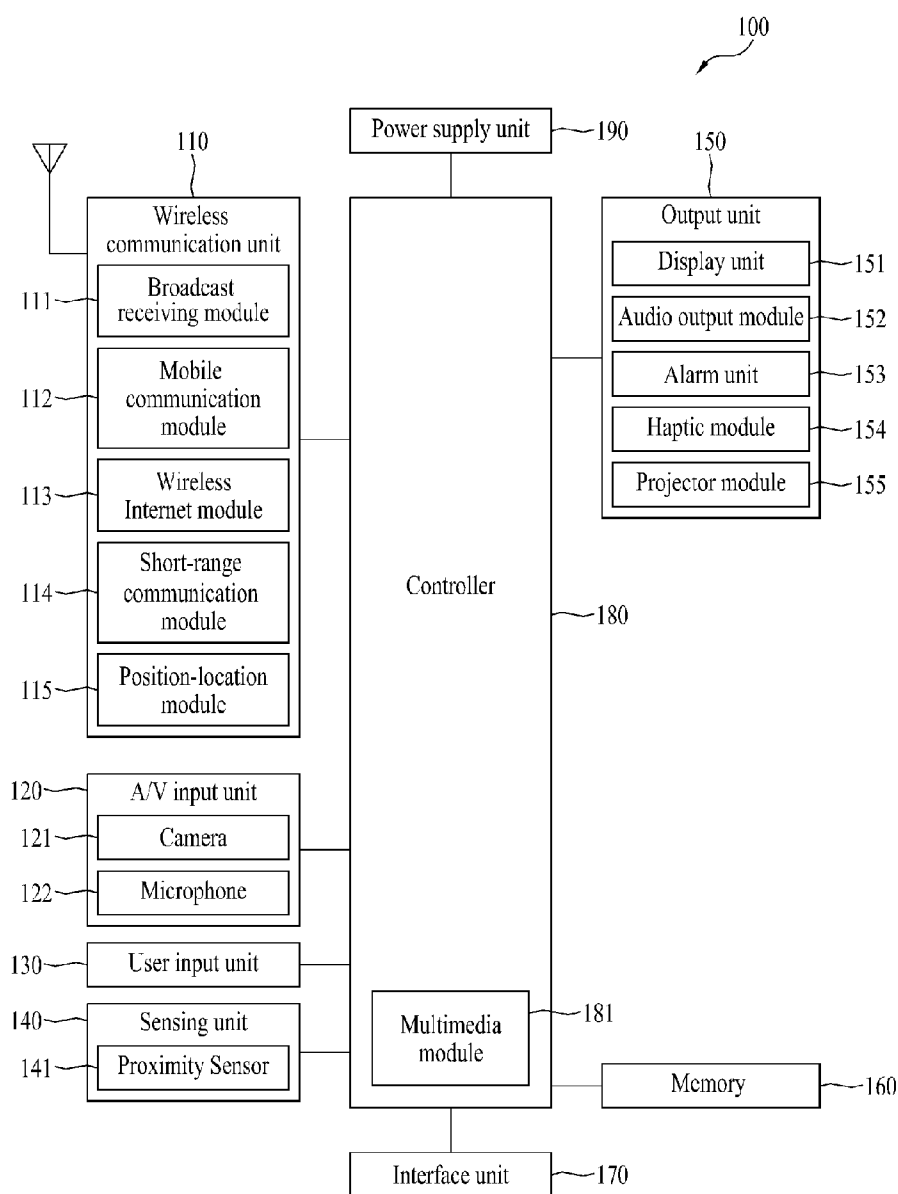 100
Power supply unit
190
110
Wireless
communication unit
111
Broadcast
receiving module
112
Mobile
communication
module
113
Wireless
Internet module
114
Short-range
communication
module
115
Position-location
module
120
A/V input unit
121
Camera
122
Microphone
130
User input unit
140
Sensing unit
141
Proximity Sensor
Controller
180
Multimedia
module
181
150
Output unit
Display unit
151
Audio output module
152
Alarm unit
153
Haptic module
154
Projector module
155
Memory
160
Interface unit
170